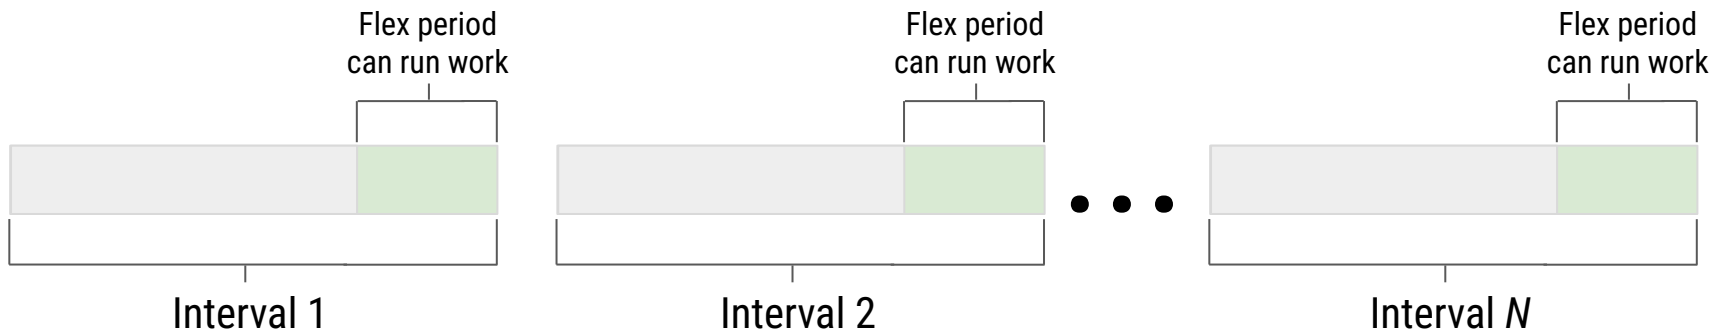 Flex period
can run work
Flex period
can run work
Flex period
can run work
Interval 1
Interval 2
Interval N